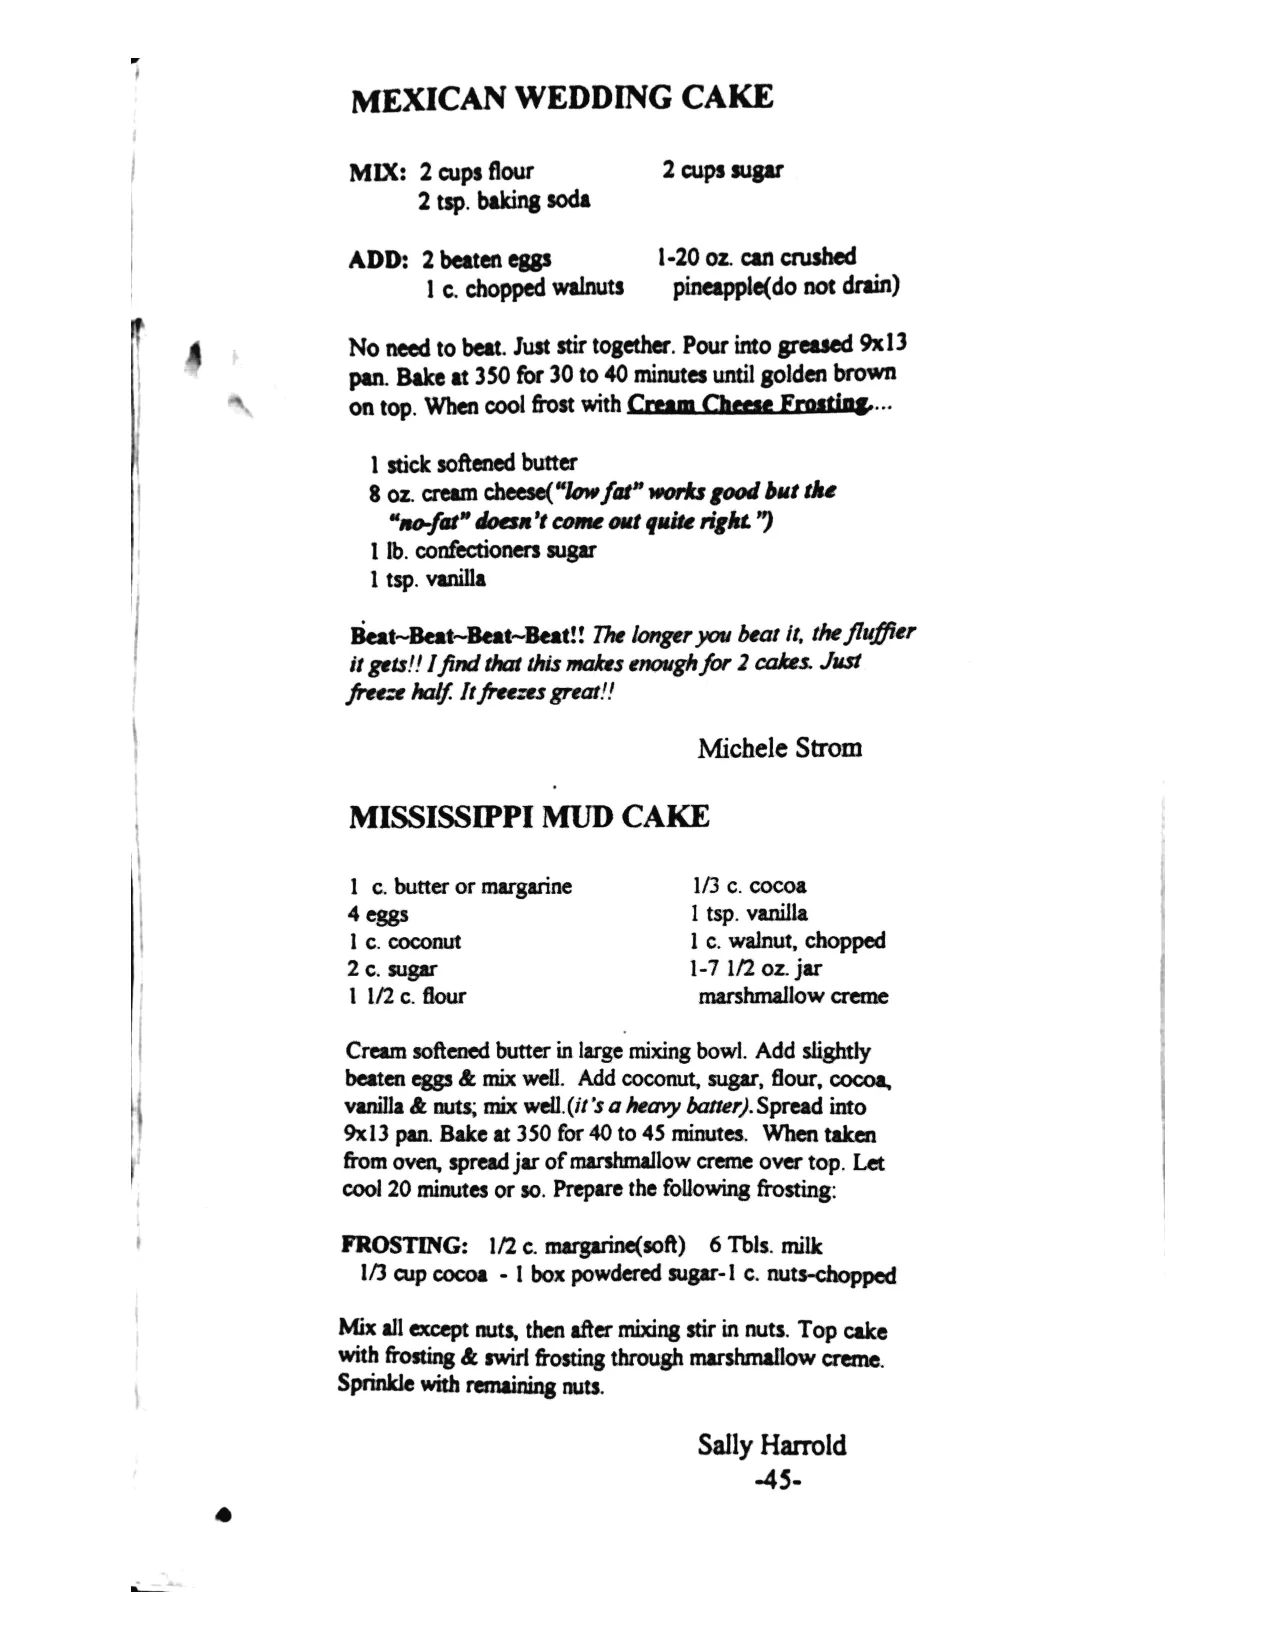 MEXICAN WEDDING CAKE
MIX: 2 cups flour 2 cups sugar
2 tsp. baking soda
ADD: 2 beaten eggs 1-20 oz. can crushed
1 c. chopped walnuts pineapple(do not drain)
No need to beat. Just stir together. Pour into greased 9x13
pan. Bake at 350 for 30 to 40 minutes until golden brown
on top. When cool frost with Cream Cheese Frosting....
1 stick softened butter
8 oz. cream cheese(“low fat” works good but the
“no-fat” doesn’t come out quite right.”)
1 lb. confectioners sugar
1 tsp. vanilla
Beat~Beat~Beat~Beat!! The longer you beat it, the fluffier
it gets!! I find that this makes enough for 2 cakes. Just
freeze half. It freezes great!!
Michele Strom
MISSISSIPPI MUD CAKE
1 c. butter or margarine 1/3 c. cocoa
4 eggs 1 tsp. vanilla
1 c. coconut 1 c. walnut, chopped
2 c. sugar 1-7 1/2 oz. jar
1 1/2 c. flour marshmallow creme
Cream softened butter in large mixing bowl. Add slightly
beaten eggs & mix well. Add coconut, sugar, flour, cocoa,
vanilla & nuts; mix well.(it’s a heavy batter).Spread into
9x13 pan. Bake at 350 for 40 to 45 minutes. When taken
from oven, spread jar of marshmallow creme over top. Let
cool 20 minutes or so. Prepare the following frosting:
FROSTING: 1/2 c. margarine(soft) 6 Tbls. milk
1/3 cup cocoa - 1 box powdered sugar-1 c. nuts-chopped
Mix all except nuts, then after mixing stir in nuts. Top cake
with frosting & swirl frosting through marshmallow creme.
Sprinkle with remaining nuts.
Sally Harrold
-45-